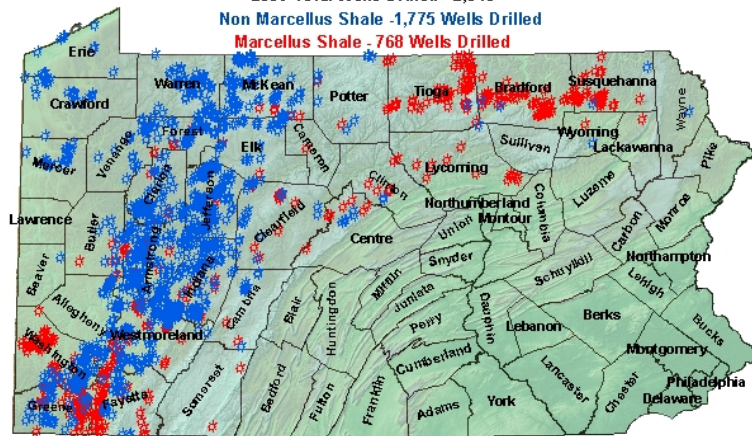 Total Wells Drilled -
Non Marcellus Shale -1,775 Wells Drilled
Marcellus Shale - 768 Wells Drilled
Erie
Warren
McKean
Potter
Tioga
Bradford
Susquehanna
Wayne
Crawford
Forest
Elk
Cameron
Sullivan
Wyoming
Lackawanna
Pike
Mercer
Venango
Clarion
Jefferson
Clearfield
Clinton
Lycoming
Luzerne
Monroe
Lawrence
Butler
Armstrong
Indiana
Centre
Union
Northumberland
Montour
Columbia
Carbon
Northampton
Beaver
Allegheny
Cambria
Blair
Huntingdon
Mifflin
Snyder
Juniata
Schuylkill
Lehigh
Washington
Westmoreland
Perry
Dauphin
Lebanon
Berks
Bucks
Montgomery
Greene
Fayette
Somerset
Bedford
Fulton
Franklin
Cumberland
Adams
York
Lancaster
Chester
Philadelphia
Delaware